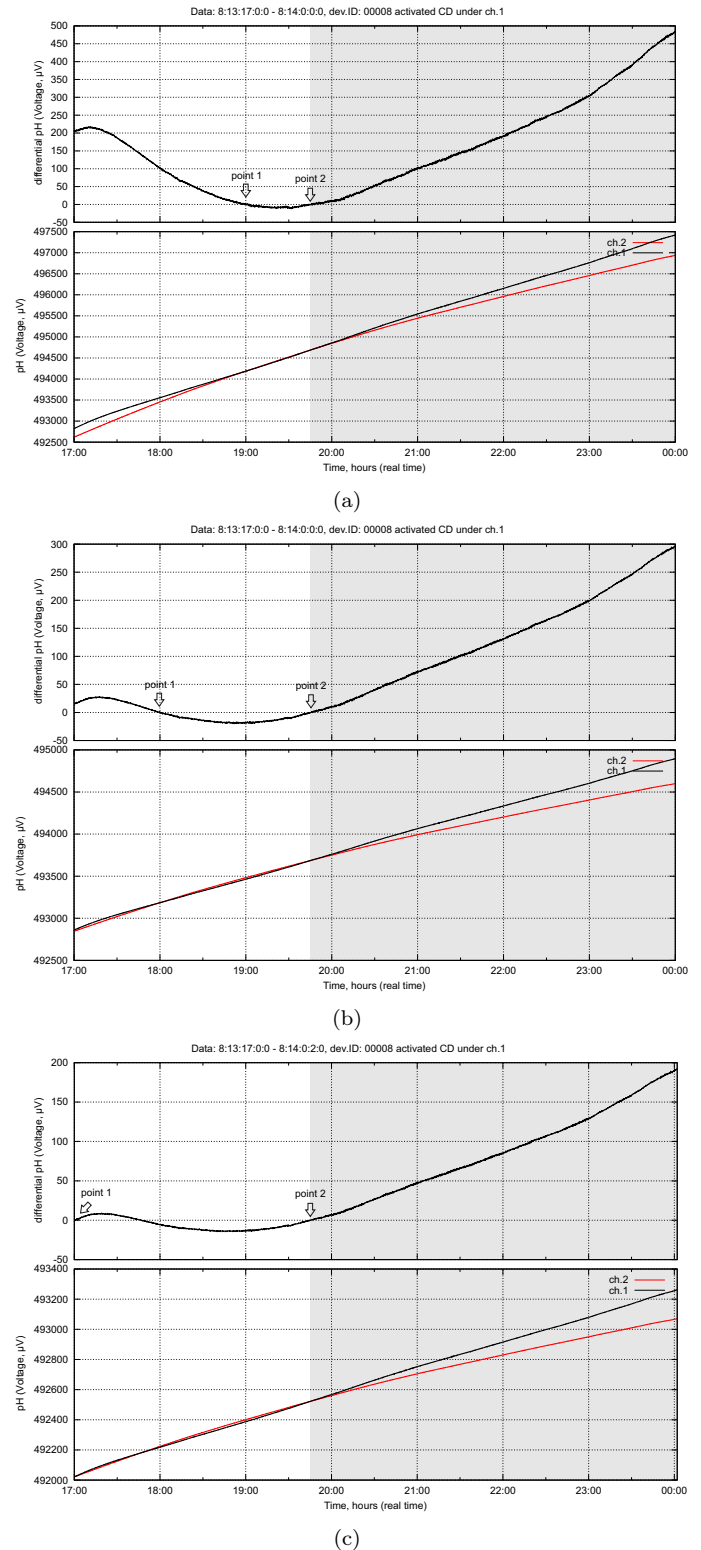 Data: 8:13:17:0:0 - 8:14:0:0:0, dev.ID: 00008 activated CD under ch.1
differential pH (Voltage, µV)
500
450
400
350
300
250
200
150
100
50
0
-50
point 1
point 2
pH (Voltage, µV)
497500
497000
496500
496000
495500
495000
494500
494000
493500
493000
492500
ch.2
ch.1
17:00 18:00 19:00 20:00 21:00 22:00 23:00 00:00
Time, hours (real time)
(a)
Data: 8:13:17:0:0 - 8:14:0:0:0, dev.ID: 00008 activated CD under ch.1
differential pH (Voltage, µV)
300
250
200
150
100
50
0
-50
point 1
point 2
pH (Voltage, µV)
495000
494500
494000
493500
493000
492500
ch.2
ch.1
17:00 18:00 19:00 20:00 21:00 22:00 23:00 00:00
Time, hours (real time)
(b)
Data: 8:13:17:0:0 - 8:14:0:2:0, dev.ID: 00008 activated CD under ch.1
differential pH (Voltage, µV)
200
150
100
50
0
-50
point 1
point 2
pH (Voltage, µV)
493400
493200
493000
492800
492600
492400
492200
492000
ch.2
ch.1
17:00 18:00 19:00 20:00 21:00 22:00 23:00 00:00
Time, hours (real time)
(c)